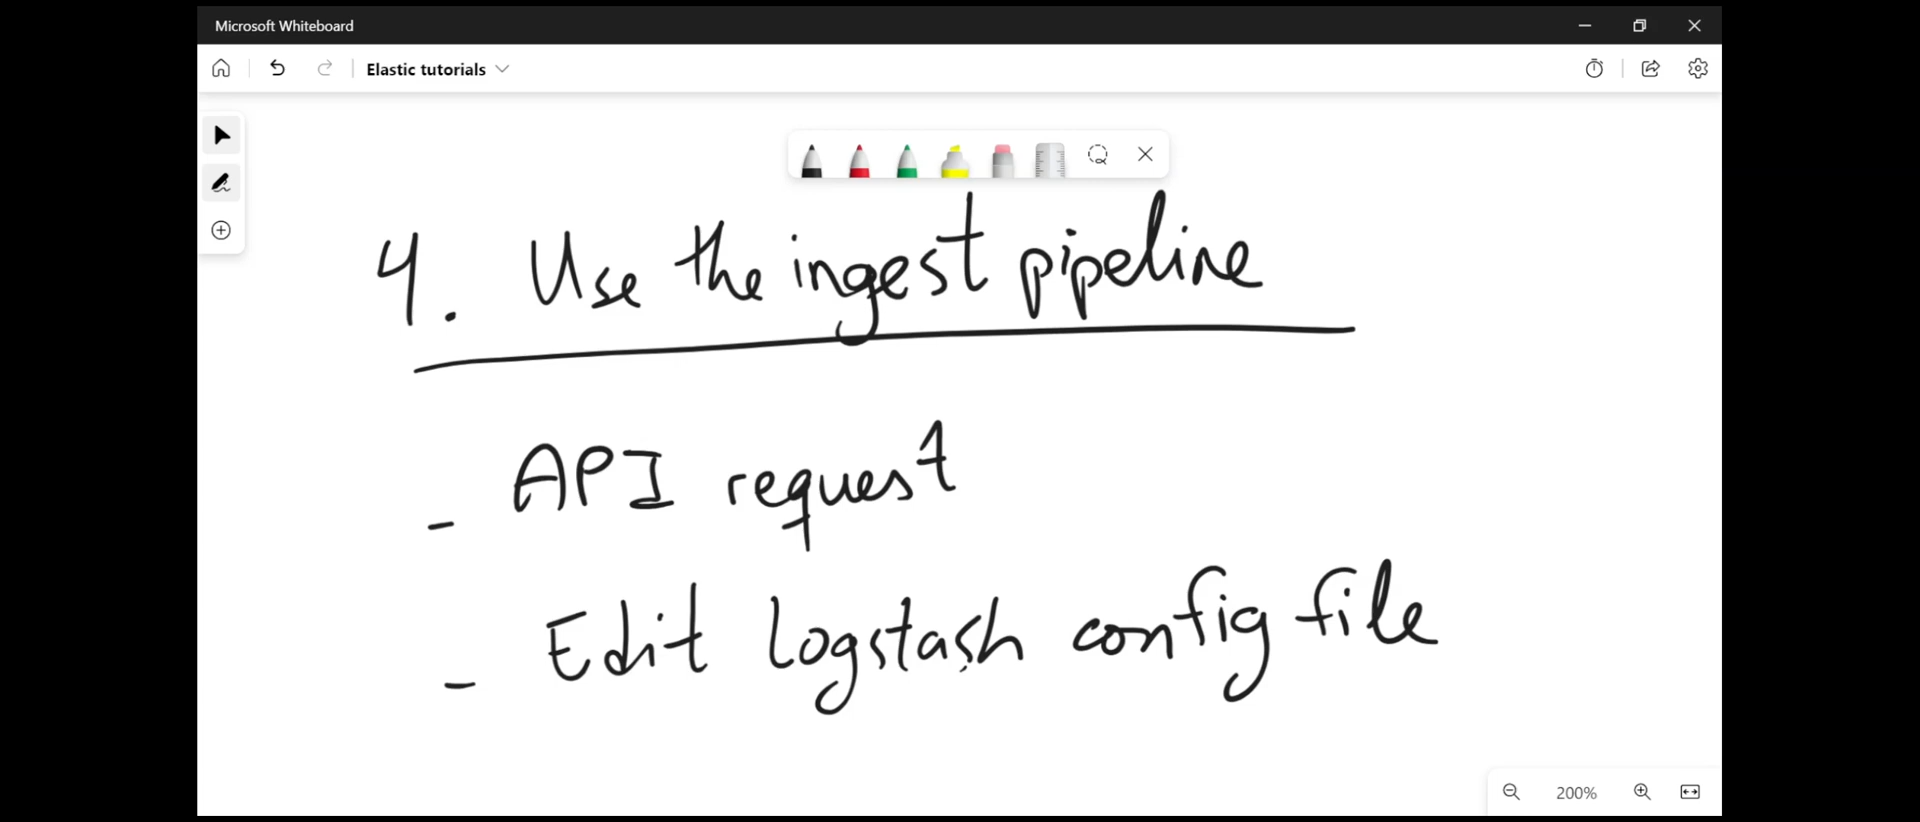 Microsoft Whiteboard
Elastic tutorials
4. Use the ingest pipeline
- API request
- Edit Logstash config file
200%